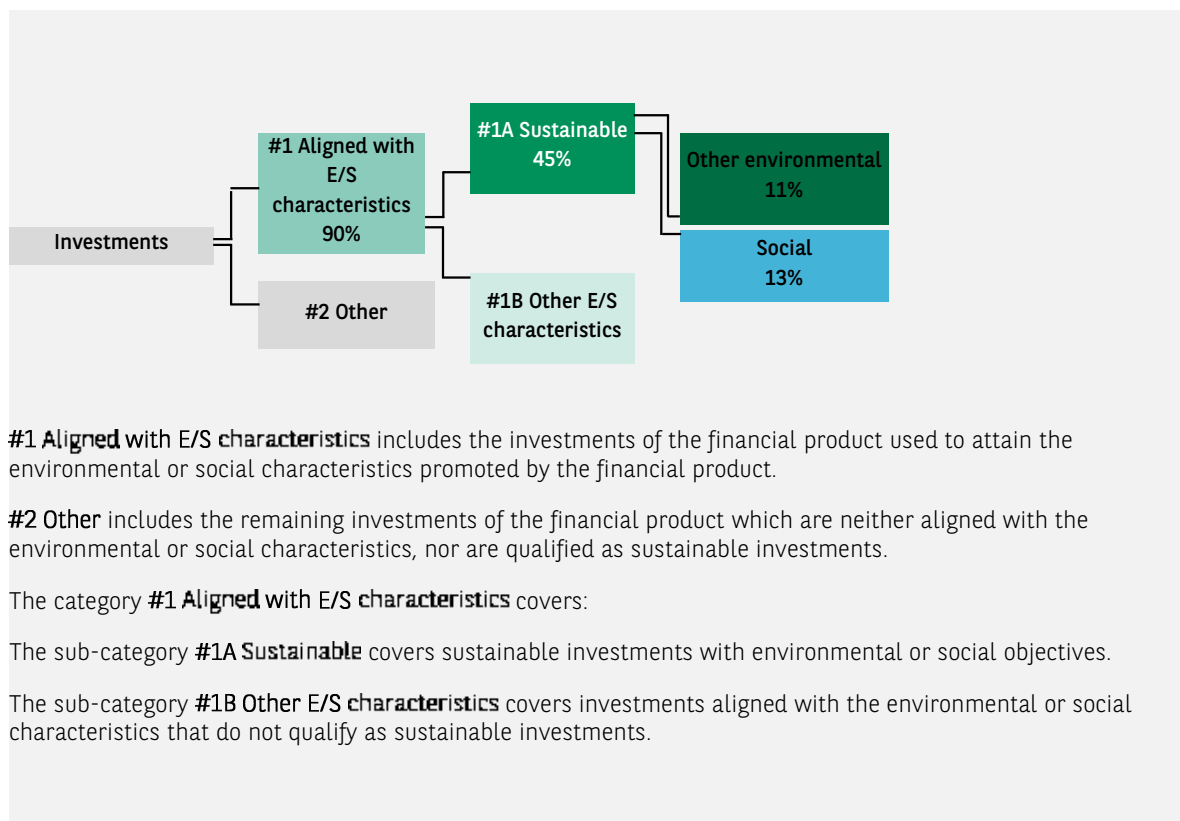 #1A Sustainable
45%
#1 Aligned with
E/S
characteristics
90%
Other environmental
11%
Investments
Social
13%
#2 Other
#1B Other E/S
characteristics
#1 Aligned with E/S characteristics includes the investments of the financial product used to attain the
environmental or social characteristics promoted by the financial product.
#2 Other includes the remaining investments of the financial product which are neither aligned with the
environmental or social characteristics, nor are qualified as sustainable investments.
The category #1 Aligned with E/S characteristics covers:
The sub-category #1A Sustainable covers sustainable investments with environmental or social objectives.
The sub-category #1B Other E/S characteristics covers investments aligned with the environmental or social
characteristics that do not qualify as sustainable investments.